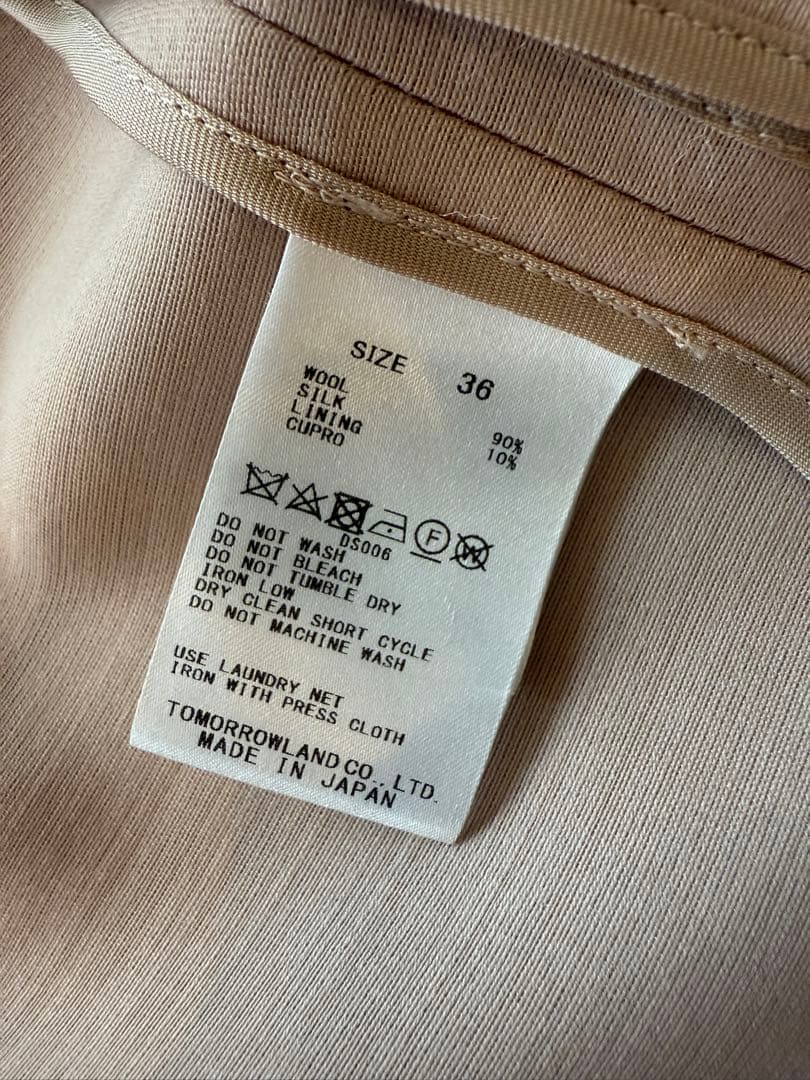 SIZE 36
WOOL 90%
SILK 10%
LINING
CUPRO
F W
DS006
DO NOT WASH
DO NOT BLEACH
DO NOT TUMBLE DRY
IRON LOW
DRY CLEAN SHORT CYCLE
DO NOT MACHINE WASH
USE LAUNDRY NET
IRON WITH PRESS CLOTH
TOMORROWLAND CO., LTD.
MADE IN JAPAN